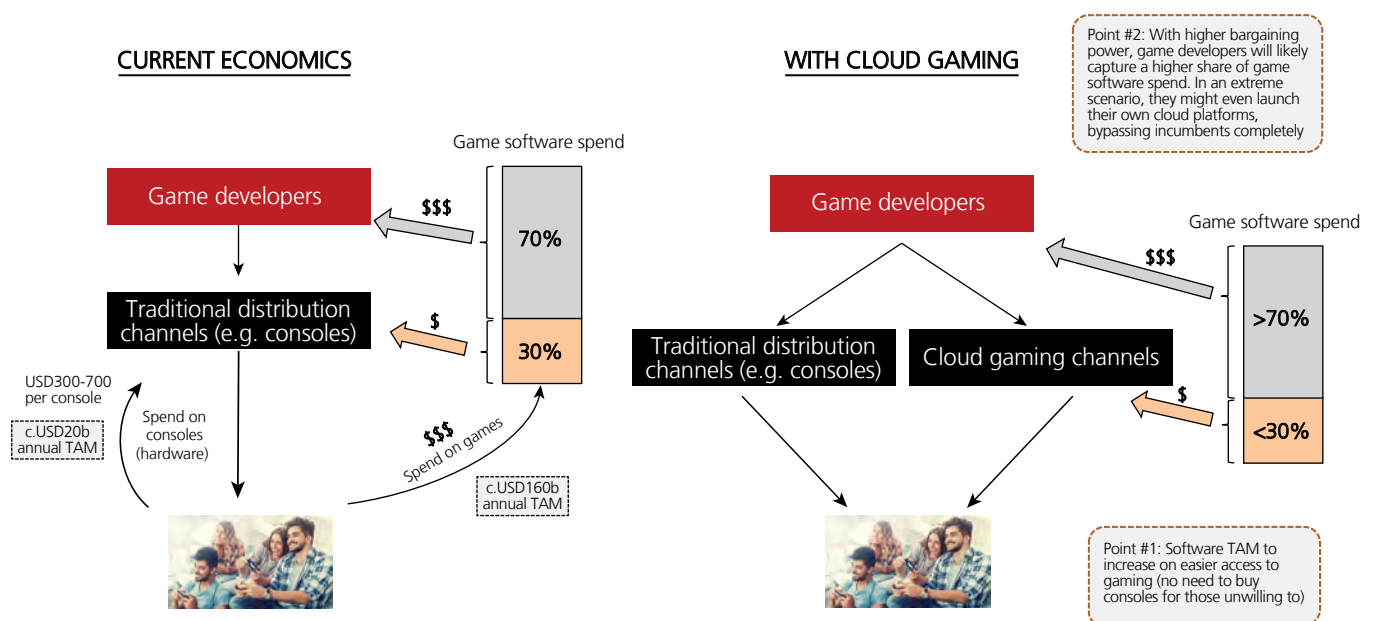 CURRENT ECONOMICS
Game software spend
Game developers
$$$
70%
Traditional distribution
channels (e.g. consoles)
$
30%
USD300-700
per console
c.USD20b
annual TAM
Spend on
consoles
(hardware)
$$$
Spend on games
c.USD160b
annual TAM
WITH CLOUD GAMING
Point #2: With higher bargaining
power, game developers will likely
capture a higher share of game
software spend. In an extreme
scenario, they might even launch
their own cloud platforms,
bypassing incumbents completely
Game developers
Game software spend
$$$
>70%
Traditional distribution
channels (e.g. consoles)
Cloud gaming channels
$
<30%
Point #1: Software TAM to
increase on easier access to
gaming (no need to buy
consoles for those unwilling to)